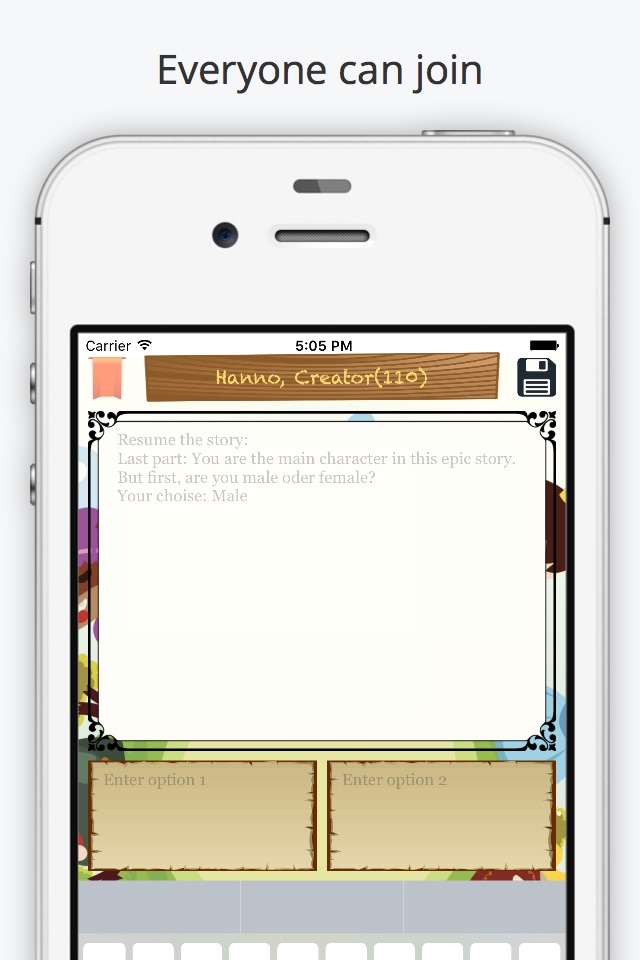 Everyone can join
Carrier
5:05 PM
Hanno, Creator(110)
Resume the story:
Last part: You are the main character in this epic story.
But first, are you male oder female?
Your choise: Male
Enter option 1
Enter option 2